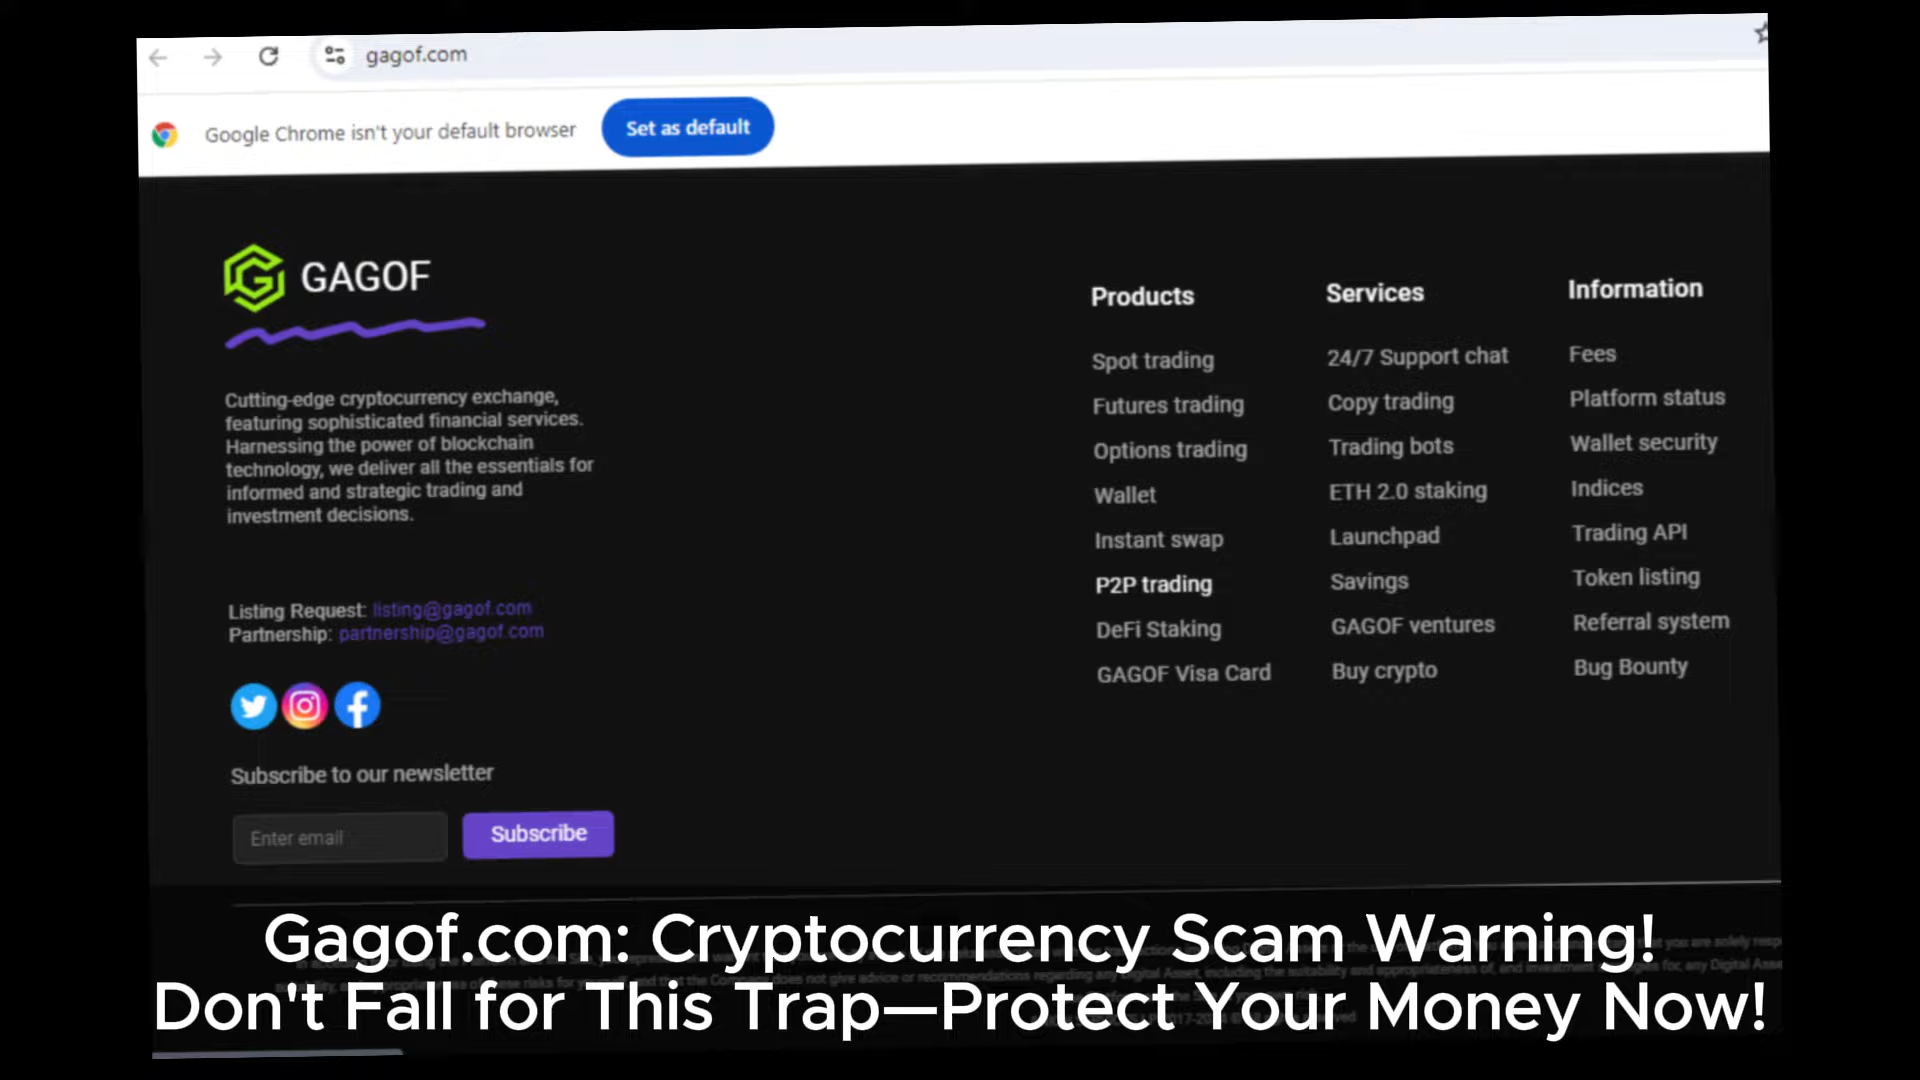 gagof.com
Google Chrome isn't your default browser
Set as default
GAGOF
Cutting-edge cryptocurrency exchange,
featuring sophisticated financial services.
Harnessing the power of blockchain
technology, we deliver all the essentials for
informed and strategic trading and
investment decisions.
Listing Request: listing@gagof.com
Partnership: partnership@gagof.com
Subscribe to our newsletter
Enter email
Subscribe
Products
Spot trading
Futures trading
Options trading
Wallet
Instant swap
P2P trading
DeFi Staking
GAGOF Visa Card
Services
24/7 Support chat
Copy trading
Trading bots
ETH 2.0 staking
Launchpad
Savings
GAGOF ventures
Buy crypto
Information
Fees
Platform status
Wallet security
Indices
Trading API
Token listing
Referral system
Bug Bounty
Gagof.com: Cryptocurrency Scam Warning!
Don't Fall for This Trap—Protect Your Money Now!